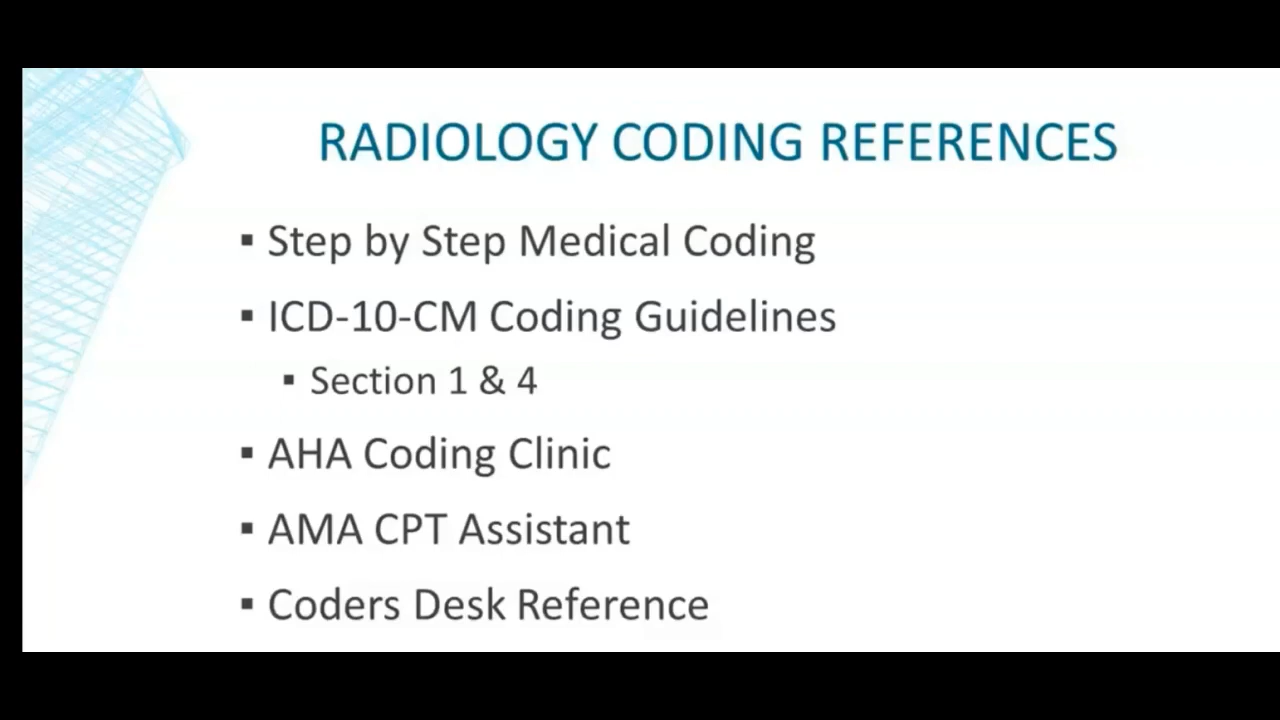 RADIOLOGY CODING REFERENCES
▪ Step by Step Medical Coding
▪ ICD-10-CM Coding Guidelines
▪ Section 1 & 4
▪ AHA Coding Clinic
▪ AMA CPT Assistant
▪ Coders Desk Reference